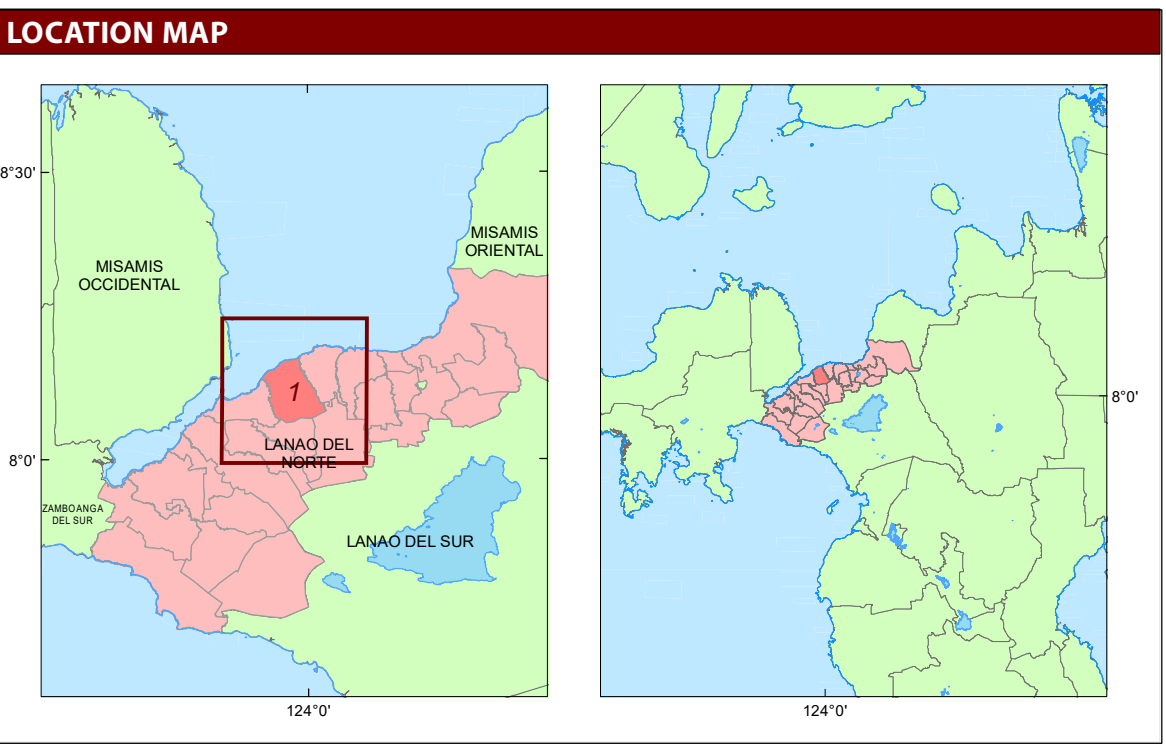 LOCATION MAP
8°30'
MISAMIS
ORIENTAL
MISAMIS
OCCIDENTAL
1
8°0'
LANAO DEL
NORTE
8°0'
ZAMBOANGA
DEL SUR
LANAO DEL SUR
124°0'
124°0'